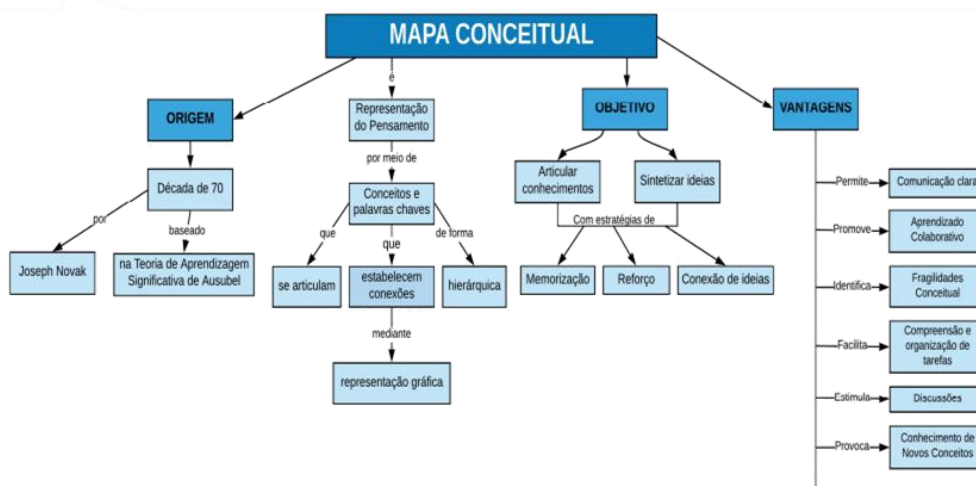 MAPA CONCEITUAL
ORIGEM
Década de 70
por
baseado
Joseph Novak
na Teoria de Aprendizagem
Significativa de Ausubel
é
Representação
do Pensamento
por meio de
Conceitos e
palavras chaves
que
que
de forma
se articulam
estabelecem
conexões
hierárquica
mediante
representação gráfica
OBJETIVO
Articular
conhecimentos
Sintetizar ideias
Com estratégias de
Memorização
Reforço
Conexão de ideias
VANTAGENS
Permite
Comunicação clara
Promove
Aprendizado
Colaborativo
Identifica
Fragilidades
Conceitual
Facilita
Compreensão e
organização de
tarefas
Estimula
Discussões
Provoca
Conhecimento de
Novos Conceitos